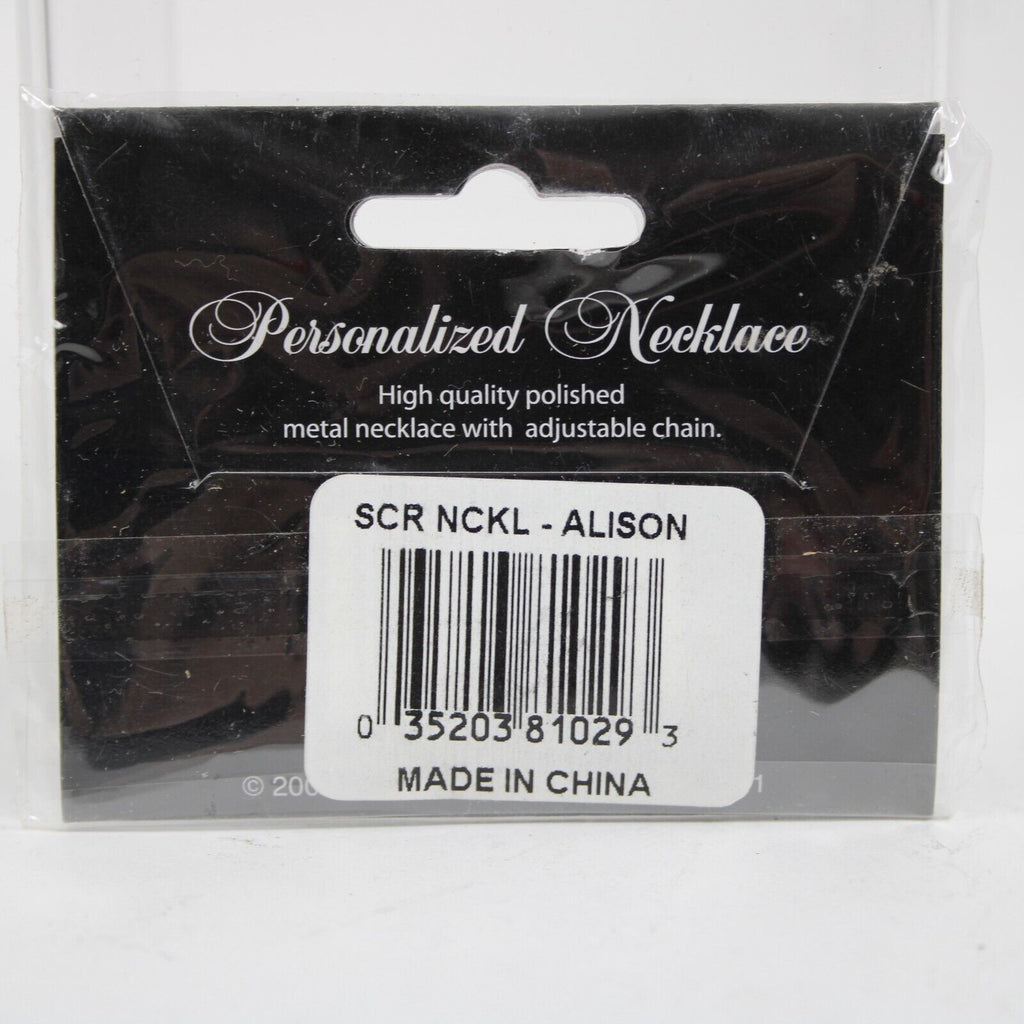 Personalized Necklace
High quality polished
metal necklace with adjustable chain.
SCR NCKL - ALISON
0 35203 81029 3
MADE IN CHINA
©